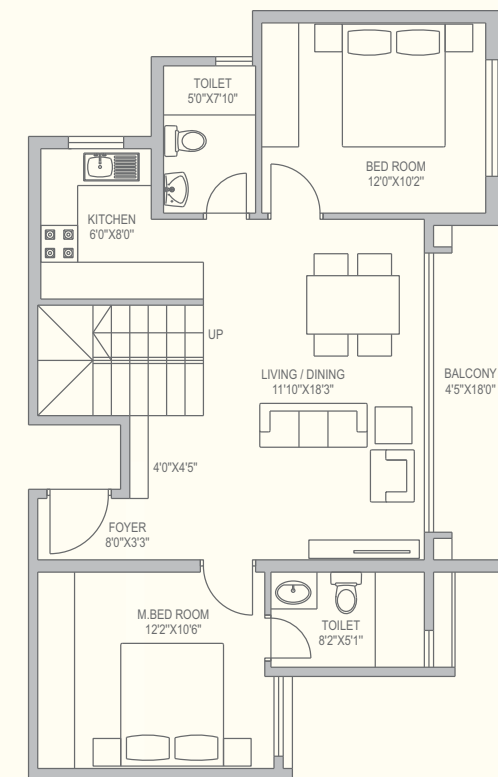 TOILET
5'0"X7'10"
BED ROOM
12'0"X10'2"
KITCHEN
6'0"X8'0"
UP
LIVING / DINING
11'10"X18'3"
BALCONY
4'5"X18'0"
4'0"X4'5"
FOYER
8'0"X3'3"
M.BED ROOM
12'2"X10'6"
TOILET
8'2"X5'1"